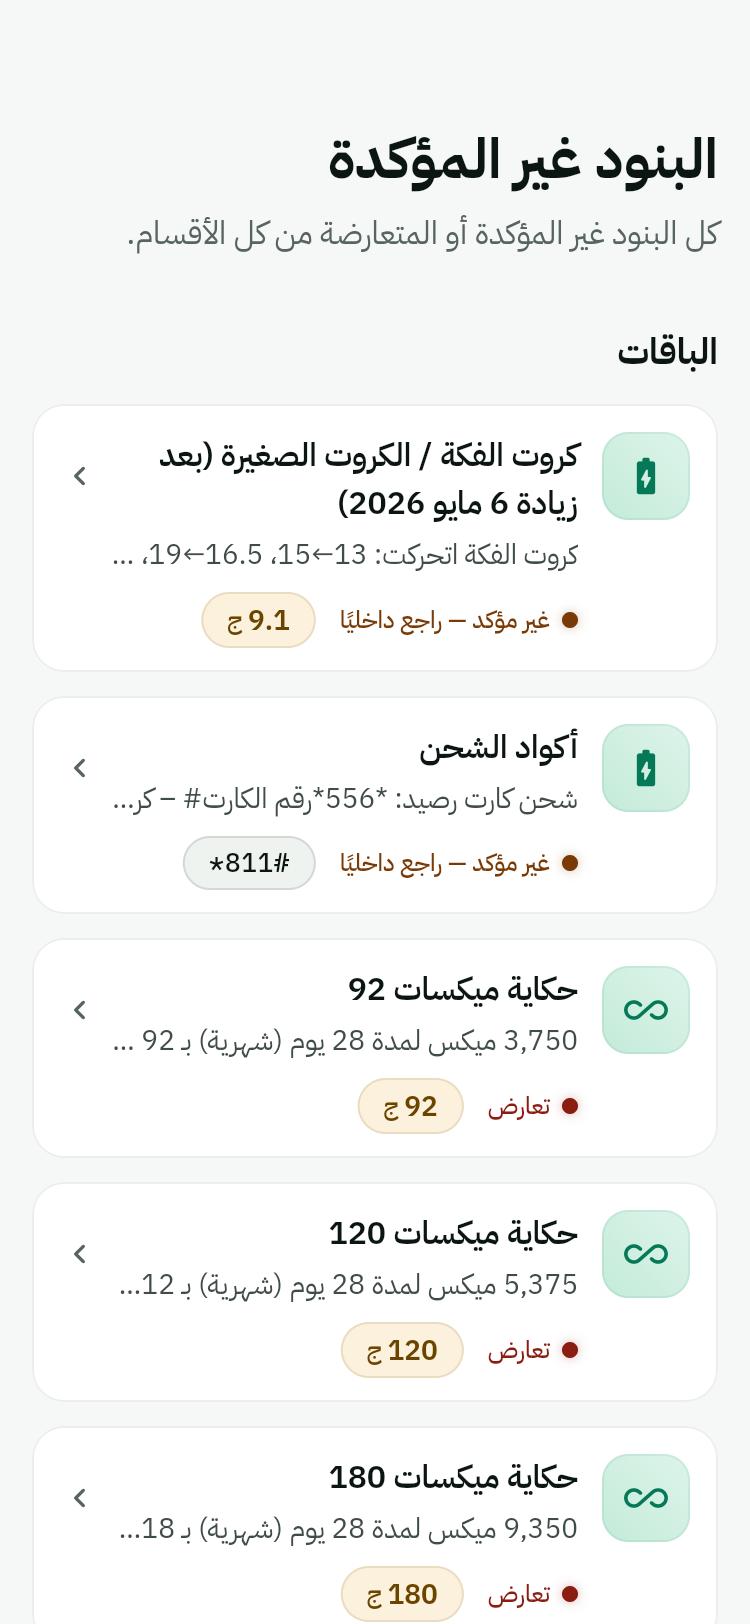 البنود غير المؤكدة
كل البنود غير المؤكدة أو المتعارضة من كل الأقسام.
الباقات
كروت الفكة / الكروت الصغيرة (بعد
زيادة 6 مايو 2026)
كروت الفكة اتحركت: 13←15، 16.5←19، ...
غير مؤكد — راجع داخليًا
9.1 ج
أكواد الشحن
شحن كارت رصيد: *556*رقم الكارت# – كر...
غير مؤكد — راجع داخليًا
*811#
حكاية ميكسات 92
3,750 ميكس لمدة 28 يوم (شهرية) بـ 92 ...
تعارض
92 ج
حكاية ميكسات 120
5,375 ميكس لمدة 28 يوم (شهرية) بـ 12...
تعارض
120 ج
حكاية ميكسات 180
9,350 ميكس لمدة 28 يوم (شهرية) بـ 18...
تعارض
180 ج